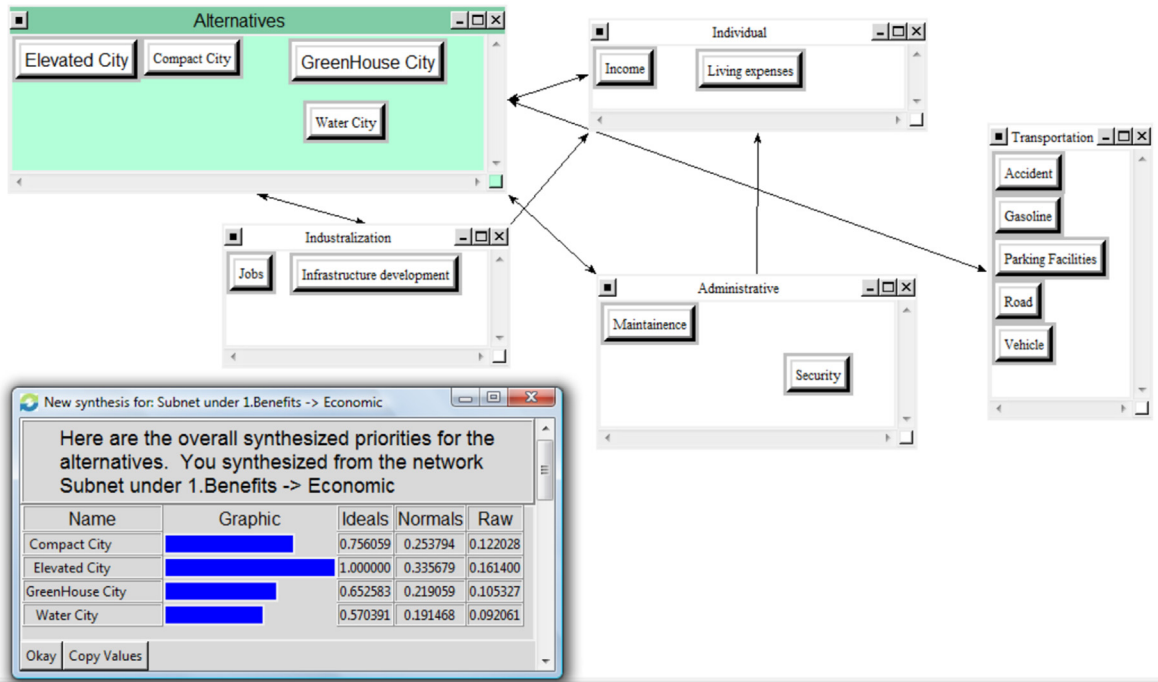 Alternatives
Elevated City
Compact City
GreenHouse City
Water City
Individual
Income
Living expenses
Transportation
Accident
Gasoline
Parking Facilities
Road
Vehicle
Industralization
Jobs
Infrastructure development
Administrative
Maintainence
Security
New synthesis for: Subnet under 1.Benefits -> Economic
Here are the overall synthesized priorities for the
alternatives. You synthesized from the network
Subnet under 1.Benefits -> Economic
Name Graphic Ideals Normals Raw
Compact City 0.756059 0.253794 0.122028
Elevated City 1.000000 0.335679 0.161400
GreenHouse City 0.652583 0.219059 0.105327
Water City 0.570391 0.191468 0.092061
Okay Copy Values